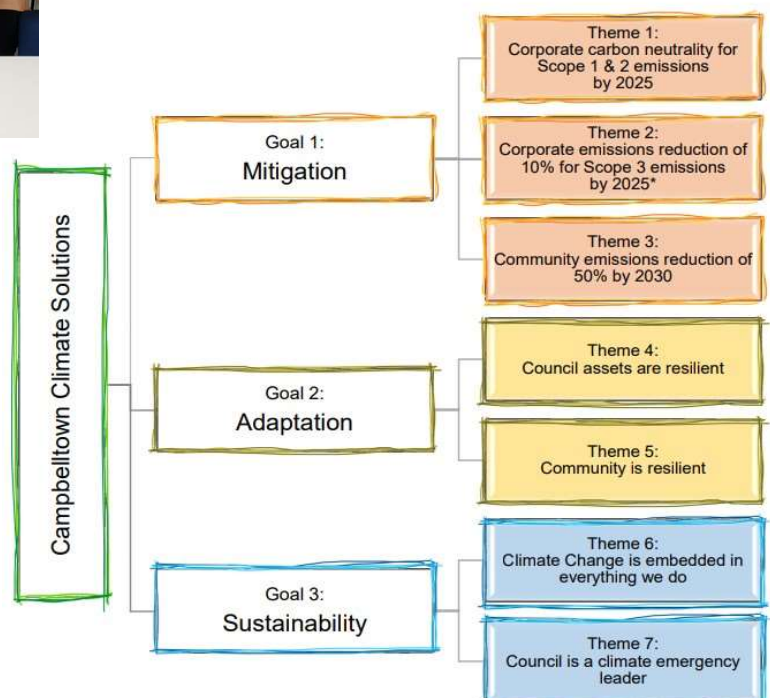 Campbelltown Climate Solutions
Goal 1:
Mitigation
Theme 1:
Corporate carbon neutrality for
Scope 1 & 2 emissions
by 2025
Theme 2:
Corporate emissions reduction of
10% for Scope 3 emissions
by 2025*
Theme 3:
Community emissions reduction of
50% by 2030
Goal 2:
Adaptation
Theme 4:
Council assets are resilient
Theme 5:
Community is resilient
Goal 3:
Sustainability
Theme 6:
Climate Change is embedded in
everything we do
Theme 7:
Council is a climate emergency
leader